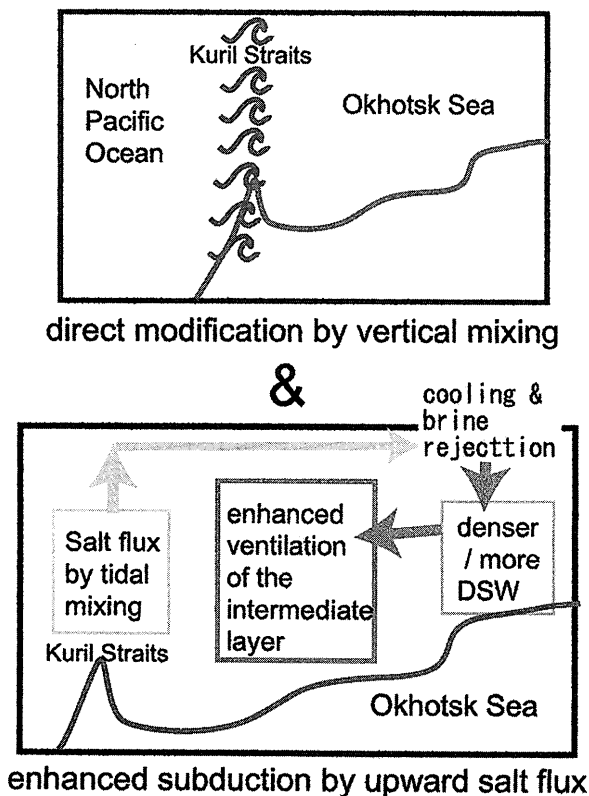 Kuril Straits
North
Pacific
Ocean
Okhotsk Sea
direct modification by vertical mixing
&
cooling &
brine
rejecttion
Salt flux
by tidal
mixing
enhanced
ventilation
of the
intermediate
layer
denser
/ more
DSW
Kuril Straits
Okhotsk Sea
enhanced subduction by upward salt flux